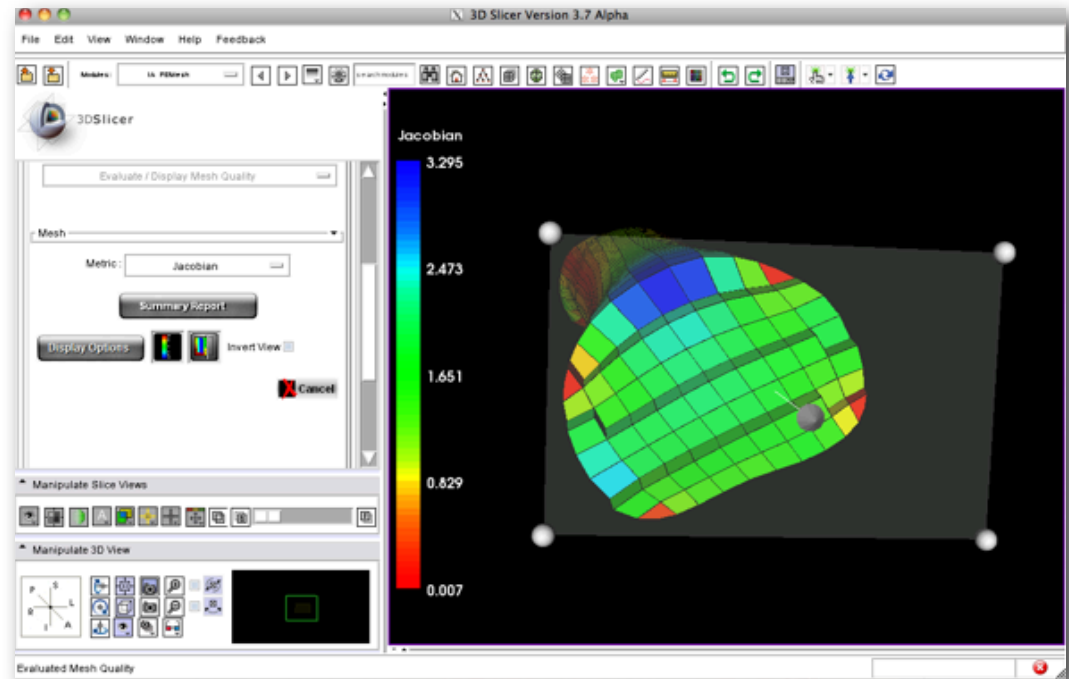 3D Slicer Version 3.7 Alpha
File Edit View Window Help Feedback
Modules: IA FEMesh
3DSlicer
Evaluate / Display Mesh Quality
Mesh
Metric: Jacobian
Summary Report
Display Options Invert View
Cancel
Manipulate Slice Views
Manipulate 3D View
P S
R L
I A
Jacobian
3.295
2.473
1.651
0.829
0.007
Evaluated Mesh Quality